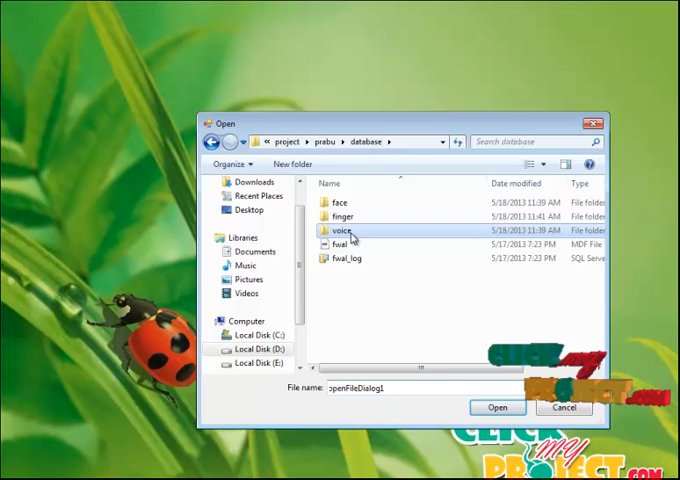 Open
« project ▸ prabu ▸ database ▸
Search database
Organize
New folder
Name
Date modified
Type
Downloads
Recent Places
Desktop
Libraries
Documents
Music
Pictures
Videos
Computer
Local Disk (C:)
Local Disk (D:)
Local Disk (E:)
face 5/18/2013 11:39 AM File folder
finger 5/18/2013 11:41 AM File folder
voice 5/18/2013 11:39 AM File folder
fwal 5/17/2013 7:23 PM MDF File
fwal_log 5/17/2013 7:23 PM SQL Serve
File name: openFileDialog1
Open
Cancel
CLICK my
PROJECT.com
CLICK
MY
PROJECT.COM